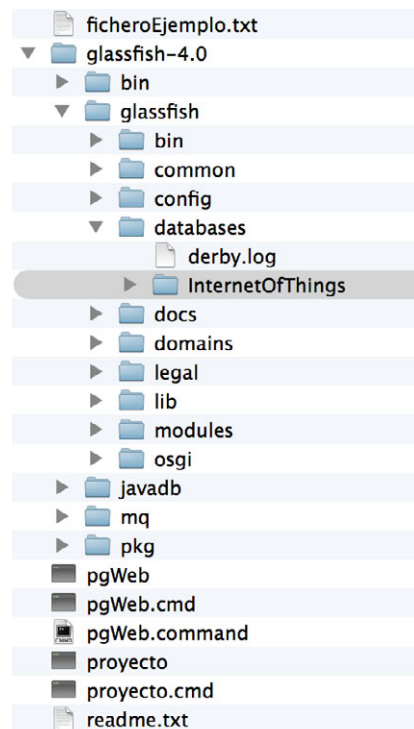 ficheroEjemplo.txt
glassfish-4.0
bin
glassfish
bin
common
config
databases
derby.log
InternetOfThings
docs
domains
legal
lib
modules
osgi
javadb
mq
pkg
pgWeb
pgWeb.cmd
pgWeb.command
proyecto
proyecto.cmd
readme.txt